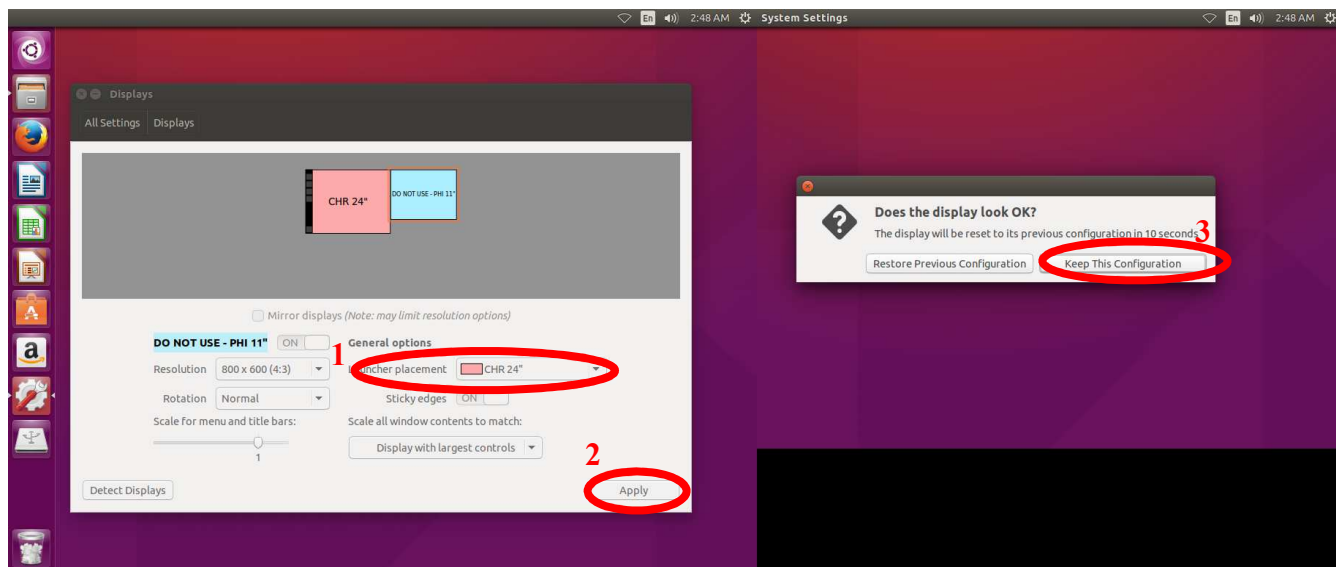 En 2:48 AM System Settings En 2:48 AM
Displays
All Settings Displays
CHR 24"
DO NOT USE - PHI 11"
Mirror displays (Note: may limit resolution options)
DO NOT USE - PHI 11" ON
Resolution 800 x 600 (4:3)
Rotation Normal
Scale for menu and title bars:
1
1
General options
Launcher placement CHR 24"
Sticky edges ON
Scale all window contents to match:
Display with largest controls
2
Detect Displays
Apply
a
Does the display look OK?
The display will be reset to its previous configuration in 10 seconds
3
Restore Previous Configuration
Keep This Configuration